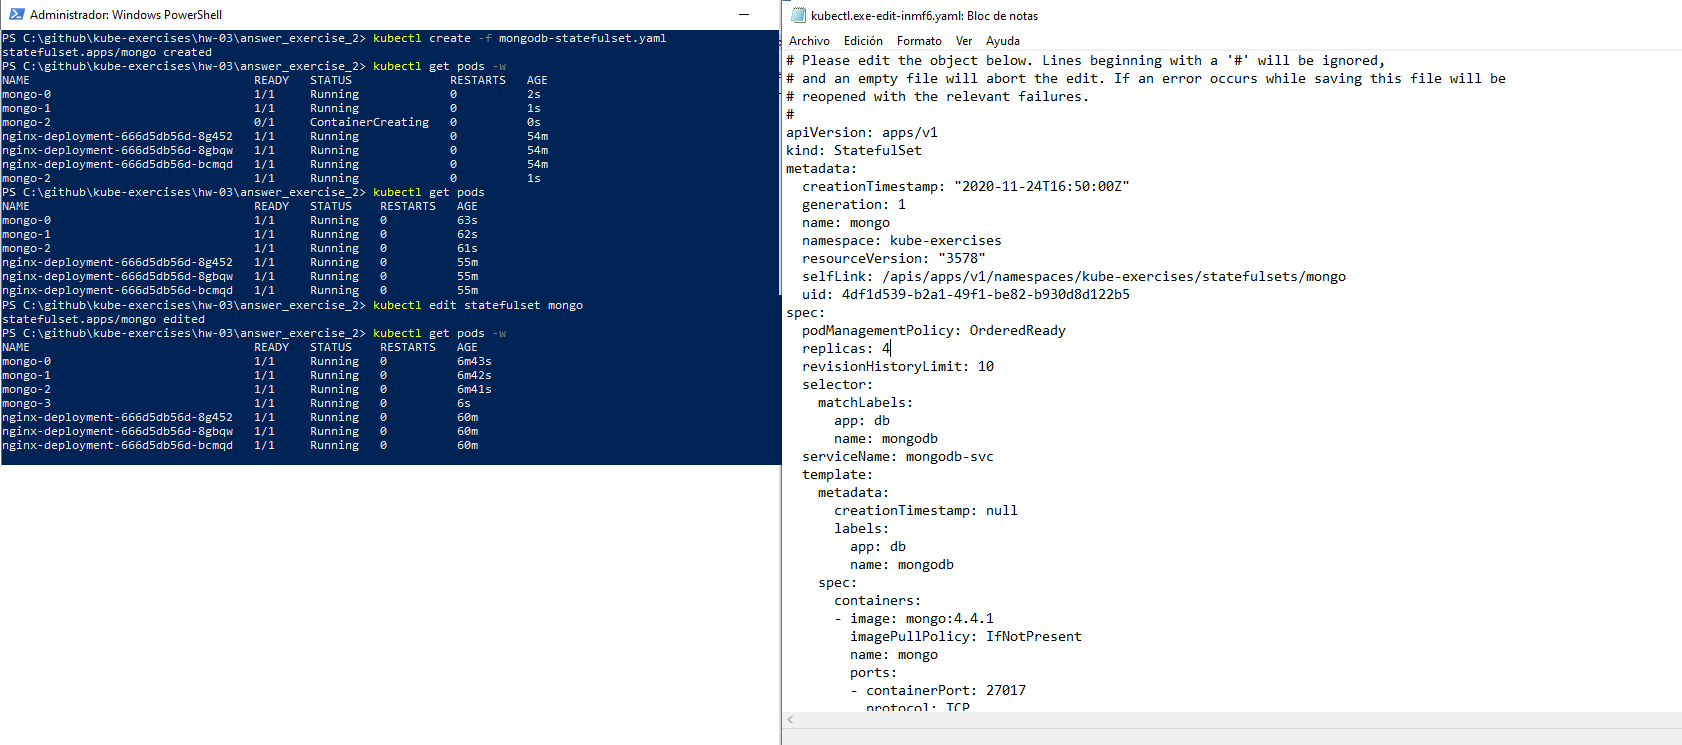 Administrador: Windows PowerShell
PS C:\github\kube-exercises\hw-03\answer_exercise_2> kubectl create -f mongodb-statefulset.yaml
statefulset.apps/mongo created
PS C:\github\kube-exercises\hw-03\answer_exercise_2> kubectl get pods -w
NAME READY STATUS RESTARTS AGE
mongo-0 1/1 Running 0 2s
mongo-1 1/1 Running 0 1s
mongo-2 0/1 ContainerCreating 0 0s
nginx-deployment-666d5db56d-8g452 1/1 Running 0 54m
nginx-deployment-666d5db56d-8gbqw 1/1 Running 0 54m
nginx-deployment-666d5db56d-bcmqd 1/1 Running 0 54m
mongo-2 1/1 Running 0 1s
PS C:\github\kube-exercises\hw-03\answer_exercise_2> kubectl get pods
NAME READY STATUS RESTARTS AGE
mongo-0 1/1 Running 0 63s
mongo-1 1/1 Running 0 62s
mongo-2 1/1 Running 0 61s
nginx-deployment-666d5db56d-8g452 1/1 Running 0 55m
nginx-deployment-666d5db56d-8gbqw 1/1 Running 0 55m
nginx-deployment-666d5db56d-bcmqd 1/1 Running 0 55m
PS C:\github\kube-exercises\hw-03\answer_exercise_2> kubectl edit statefulset mongo
statefulset.apps/mongo edited
PS C:\github\kube-exercises\hw-03\answer_exercise_2> kubectl get pods -w
NAME READY STATUS RESTARTS AGE
mongo-0 1/1 Running 0 6m43s
mongo-1 1/1 Running 0 6m42s
mongo-2 1/1 Running 0 6m41s
mongo-3 1/1 Running 0 6s
nginx-deployment-666d5db56d-8g452 1/1 Running 0 60m
nginx-deployment-666d5db56d-8gbqw 1/1 Running 0 60m
nginx-deployment-666d5db56d-bcmqd 1/1 Running 0 60m
kubectl.exe-edit-inmf6.yaml: Bloc de notas
Archivo Edición Formato Ver Ayuda
# Please edit the object below. Lines beginning with a '#' will be ignored,
# and an empty file will abort the edit. If an error occurs while saving this file will be
# reopened with the relevant failures.
#
apiVersion: apps/v1
kind: StatefulSet
metadata:
  creationTimestamp: "2020-11-24T16:50:00Z"
  generation: 1
  name: mongo
  namespace: kube-exercises
  resourceVersion: "3578"
  selfLink: /apis/apps/v1/namespaces/kube-exercises/statefulsets/mongo
  uid: 4df1d539-b2a1-49f1-be82-b930d8d122b5
spec:
  podManagementPolicy: OrderedReady
  replicas: 4
  revisionHistoryLimit: 10
  selector:
    matchLabels:
      app: db
      name: mongodb
  serviceName: mongodb-svc
  template:
    metadata:
      creationTimestamp: null
      labels:
        app: db
        name: mongodb
    spec:
      containers:
      - image: mongo:4.4.1
        imagePullPolicy: IfNotPresent
        name: mongo
        ports:
        - containerPort: 27017
          protocol: TCP